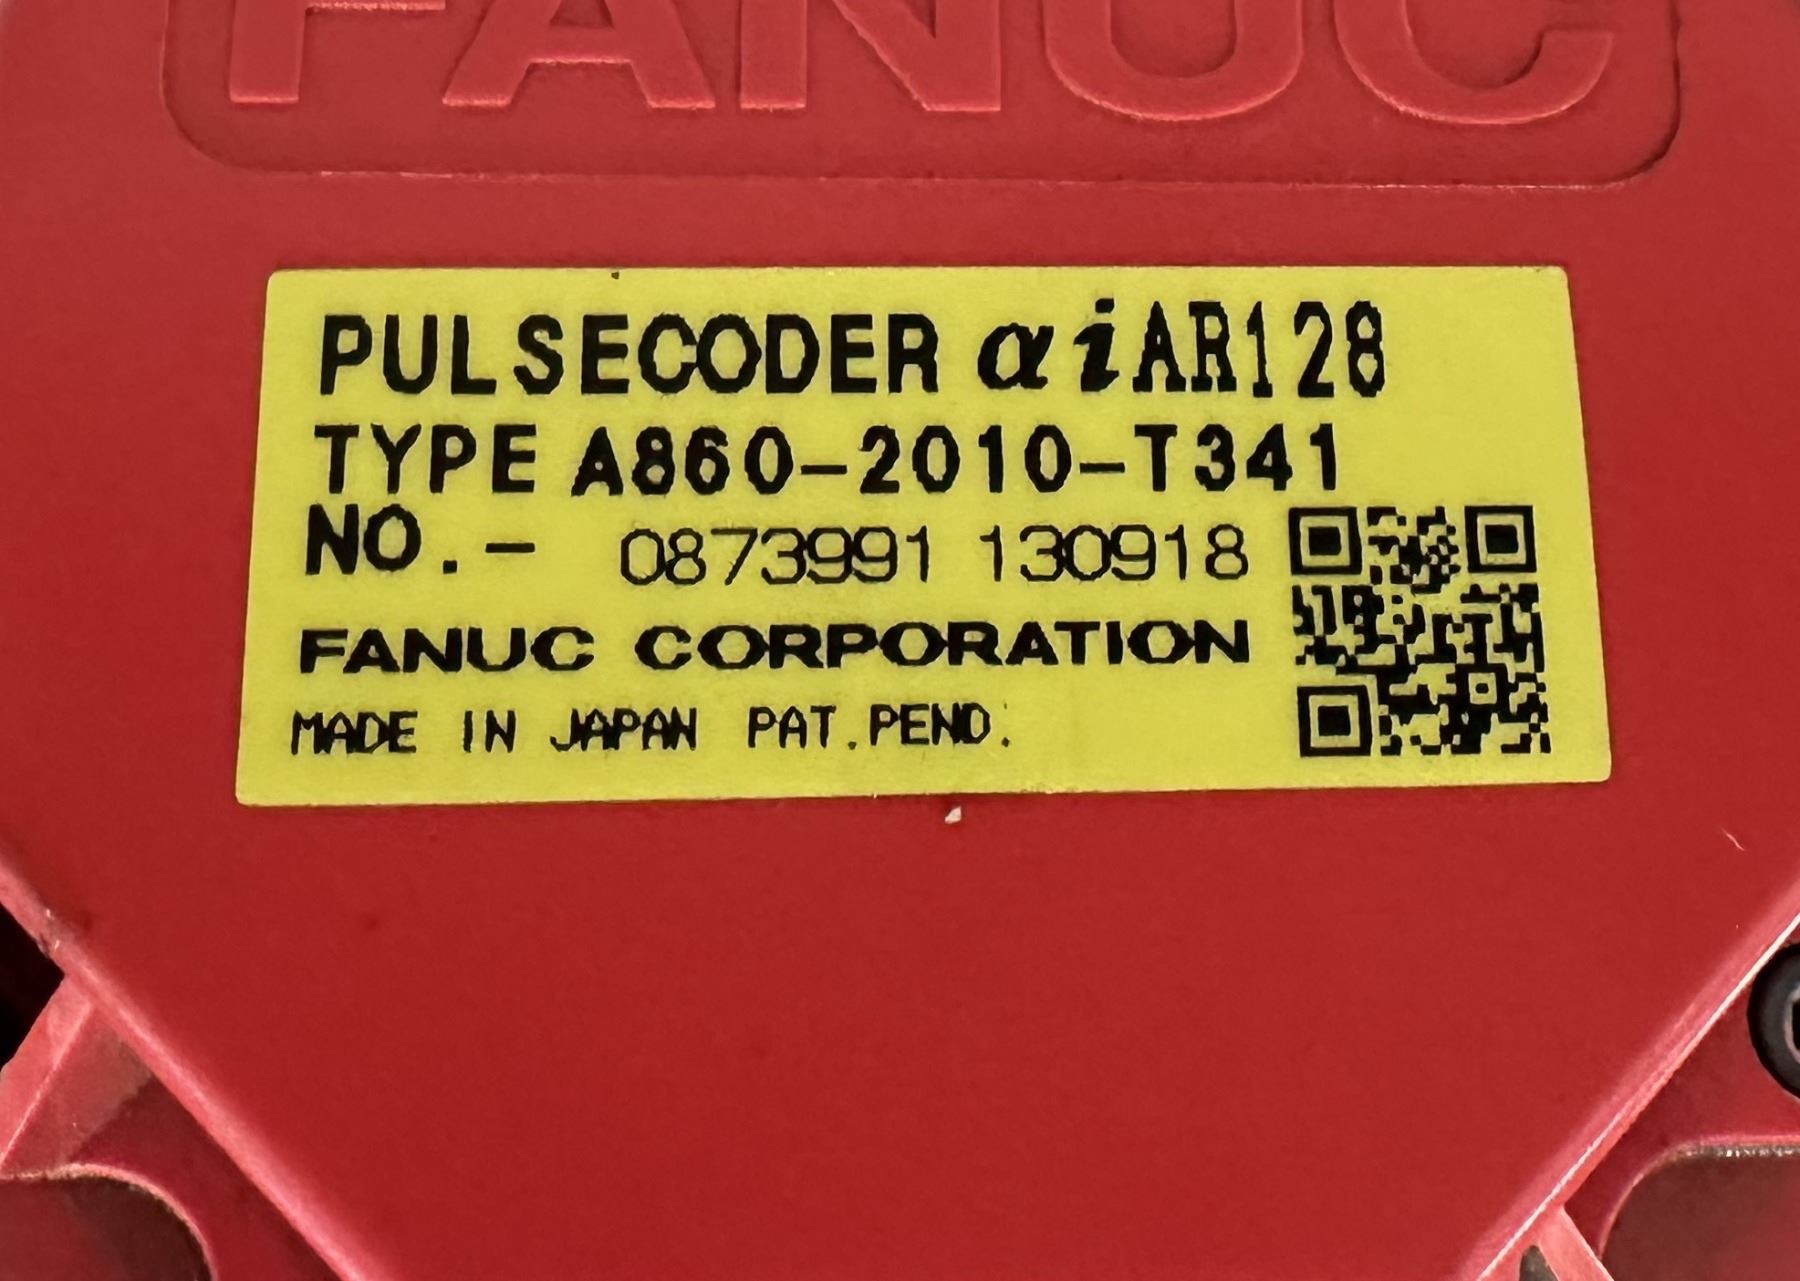 FANUC
PULSECODER αiAR128
TYPE A860-2010-T341
NO.- 0873991 130918
FANUC CORPORATION
MADE IN JAPAN PAT.PEND.